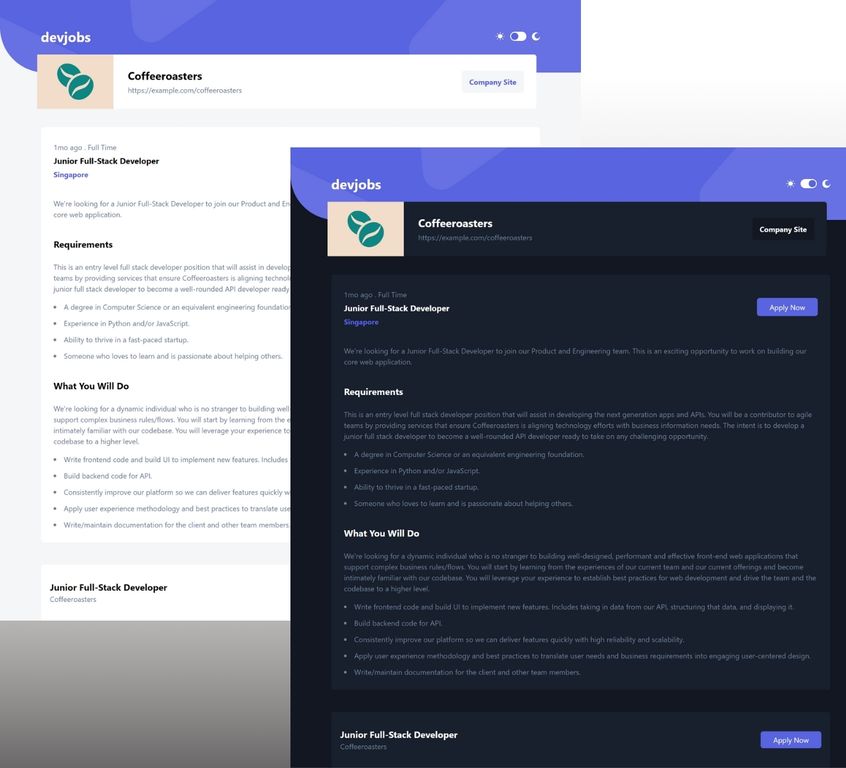 devjobs
Coffeeroasters
https://example.com/coffeeroasters
Company Site
1mo ago . Full Time
Junior Full-Stack Developer
Singapore
We're looking for a Junior Full-Stack Developer to join our Product and En
core web application.
Requirements
This is an entry level full stack developer position that will assist in develop
teams by providing services that ensure Coffeeroasters is aligning technol
junior full stack developer to become a well-rounded API developer ready
• A degree in Computer Science or an equivalent engineering foundation
• Experience in Python and/or JavaScript.
• Ability to thrive in a fast-paced startup.
• Someone who loves to learn and is passionate about helping others.
What You Will Do
We're looking for a dynamic individual who is no stranger to building well
support complex business rules/flows. You will start by learning from the e
intimately familiar with our codebase. You will leverage your experience to
codebase to a higher level.
• Write frontend code and build UI to implement new features. Includes
• Build backend code for API.
• Consistently improve our platform so we can deliver features quickly w
• Apply user experience methodology and best practices to translate use
• Write/maintain documentation for the client and other team members.
Junior Full-Stack Developer
Coffeeroasters
devjobs
Coffeeroasters
https://example.com/coffeeroasters
Company Site
1mo ago . Full Time
Junior Full-Stack Developer
Singapore
Apply Now
We're looking for a Junior Full-Stack Developer to join our Product and Engineering team. This is an exciting opportunity to work on building our
core web application.
Requirements
This is an entry level full stack developer position that will assist in developing the next generation apps and APIs. You will be a contributor to agile
teams by providing services that ensure Coffeeroasters is aligning technology efforts with business information needs. The intent is to develop a
junior full stack developer to become a well-rounded API developer ready to take on any challenging opportunity.
• A degree in Computer Science or an equivalent engineering foundation.
• Experience in Python and/or JavaScript.
• Ability to thrive in a fast-paced startup.
• Someone who loves to learn and is passionate about helping others.
What You Will Do
We're looking for a dynamic individual who is no stranger to building well-designed, performant and effective front-end web applications that
support complex business rules/flows. You will start by learning from the experiences of our current team and our current offerings and become
intimately familiar with our codebase. You will leverage your experience to establish best practices for web development and drive the team and the
codebase to a higher level.
• Write frontend code and build UI to implement new features. Includes taking in data from our API, structuring that data, and displaying it.
• Build backend code for API.
• Consistently improve our platform so we can deliver features quickly with high reliability and scalability.
• Apply user experience methodology and best practices to translate user needs and business requirements into engaging user-centered design.
• Write/maintain documentation for the client and other team members.
Junior Full-Stack Developer
Coffeeroasters
Apply Now